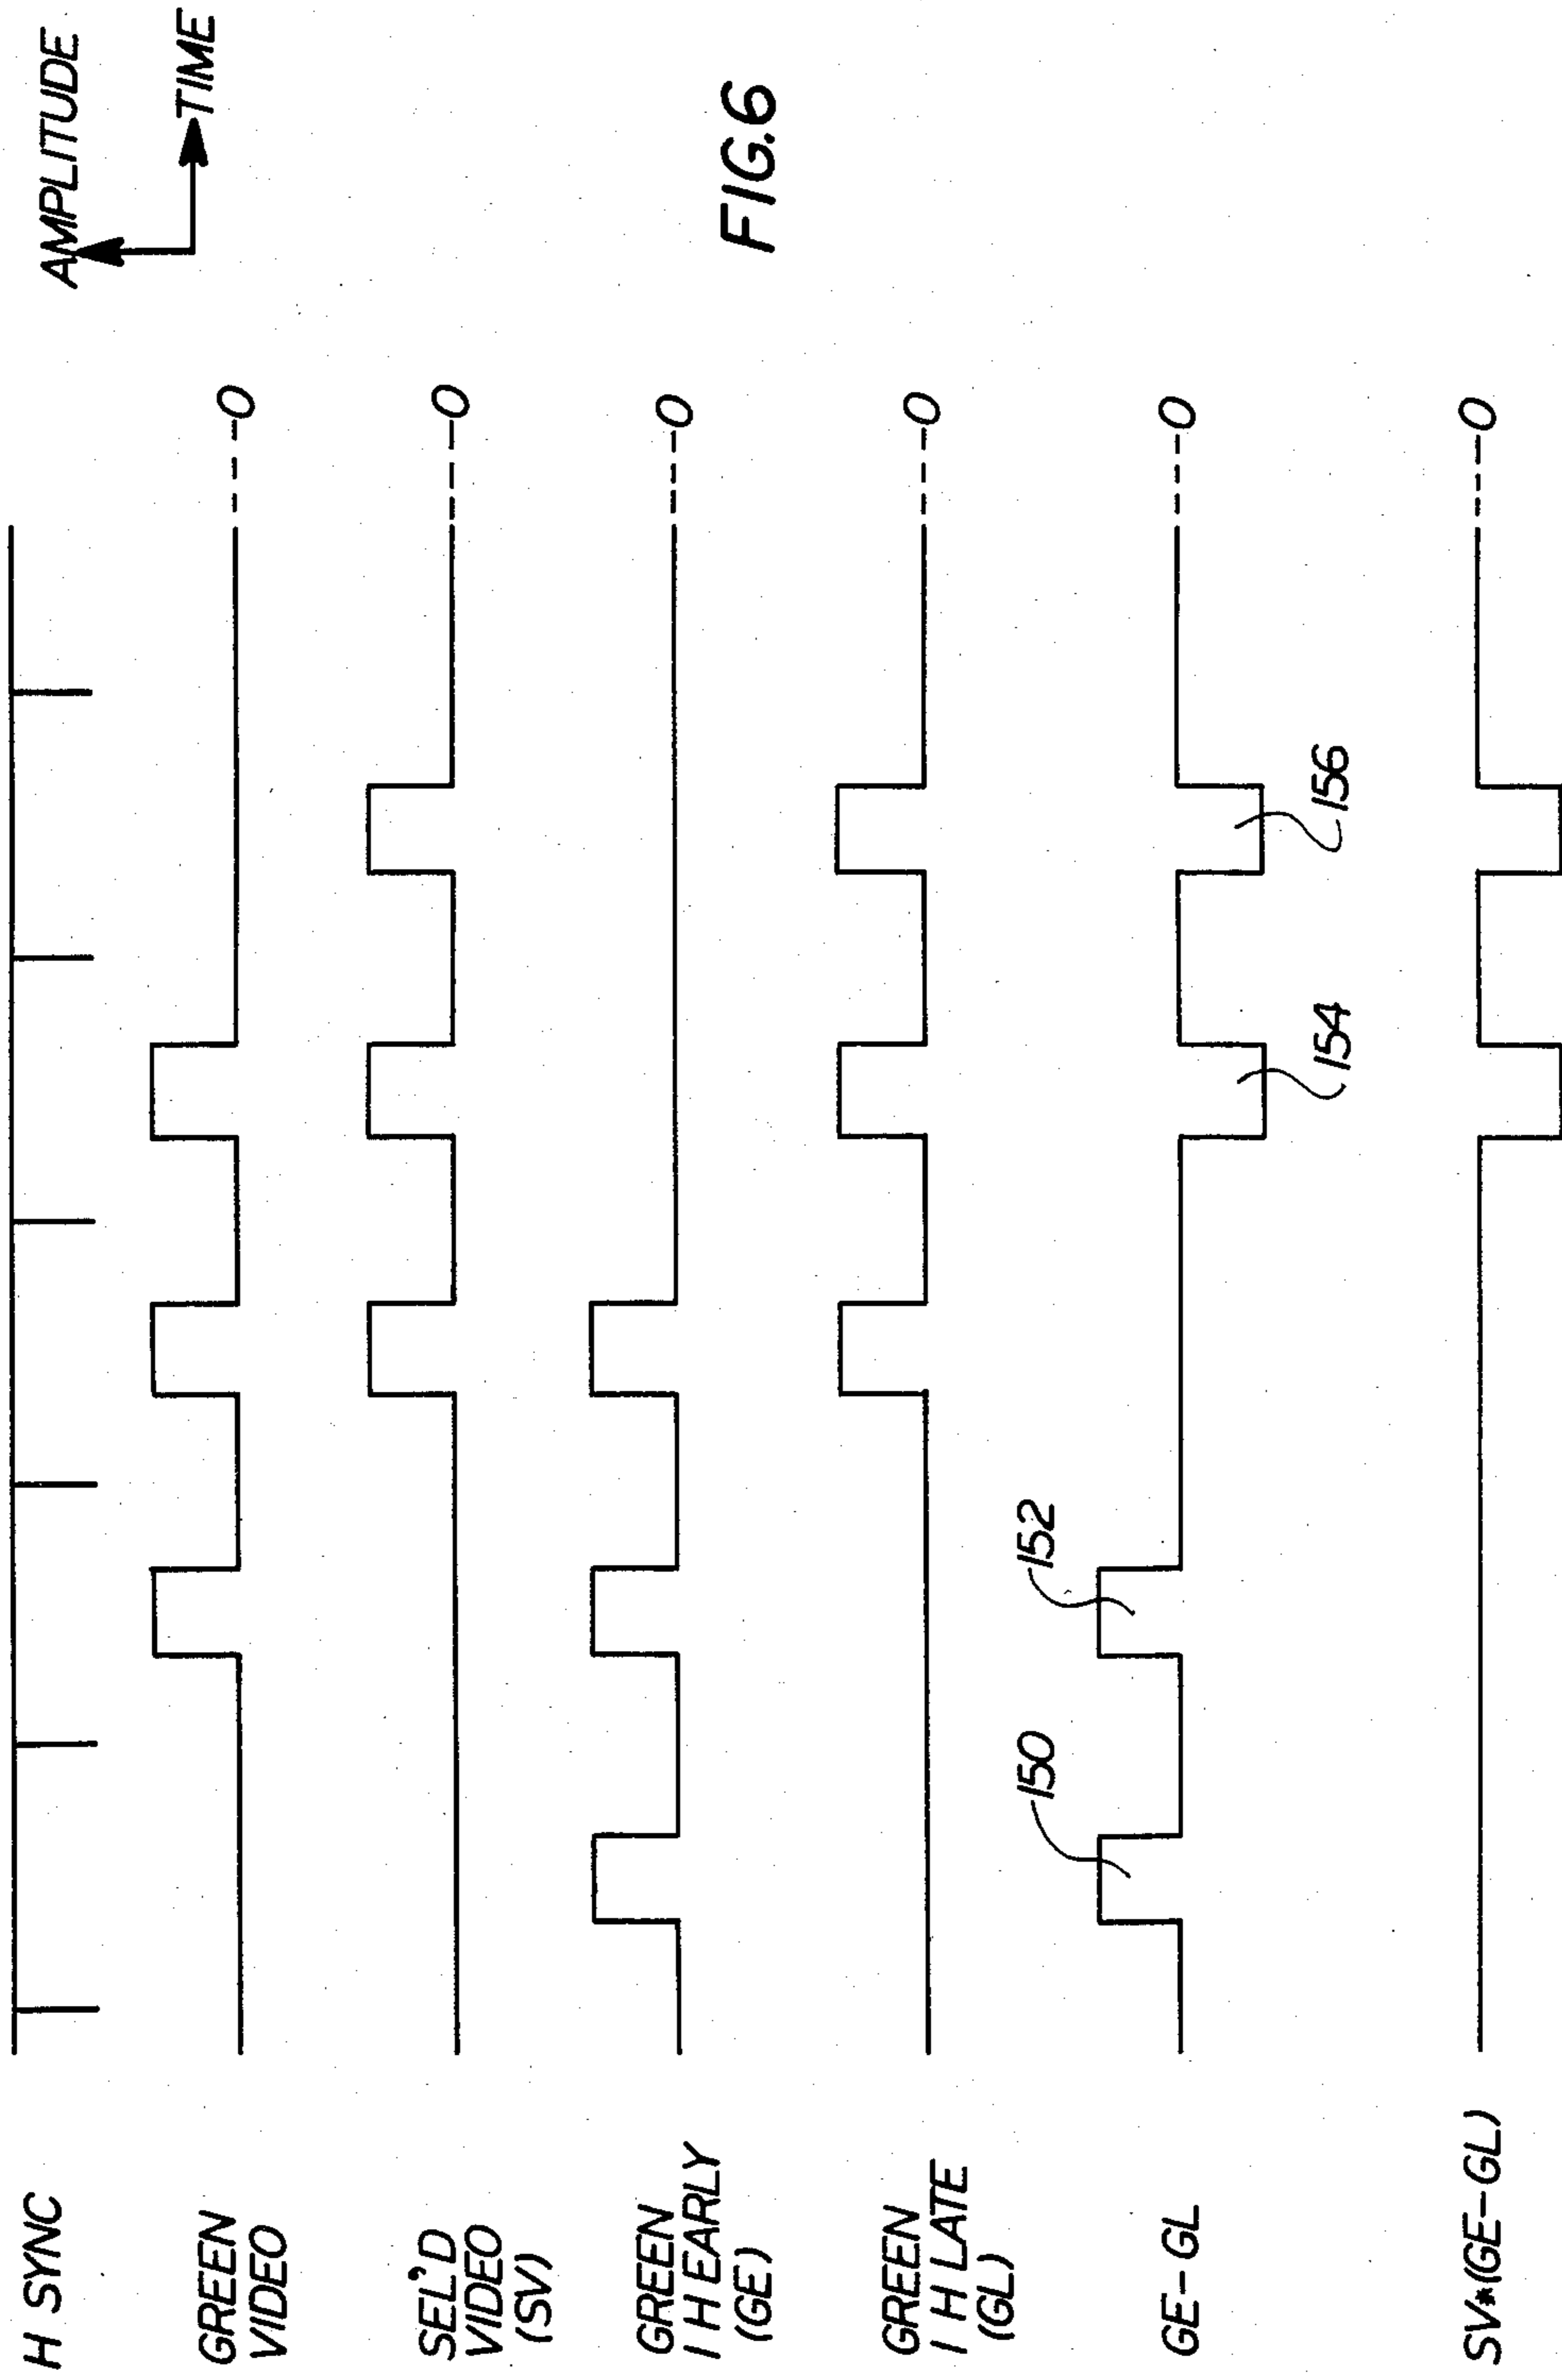 AMPLITUDE
TIME
H SYNC
GREEN
VIDEO
0
SEL'D
VIDEO
(SV)
0
GREEN
1 H EARLY
(GE)
0
GREEN
1 H LATE
(GL)
0
150
152
GE-GL
0
154
156
SV*(GE-GL)
0
FIG.6